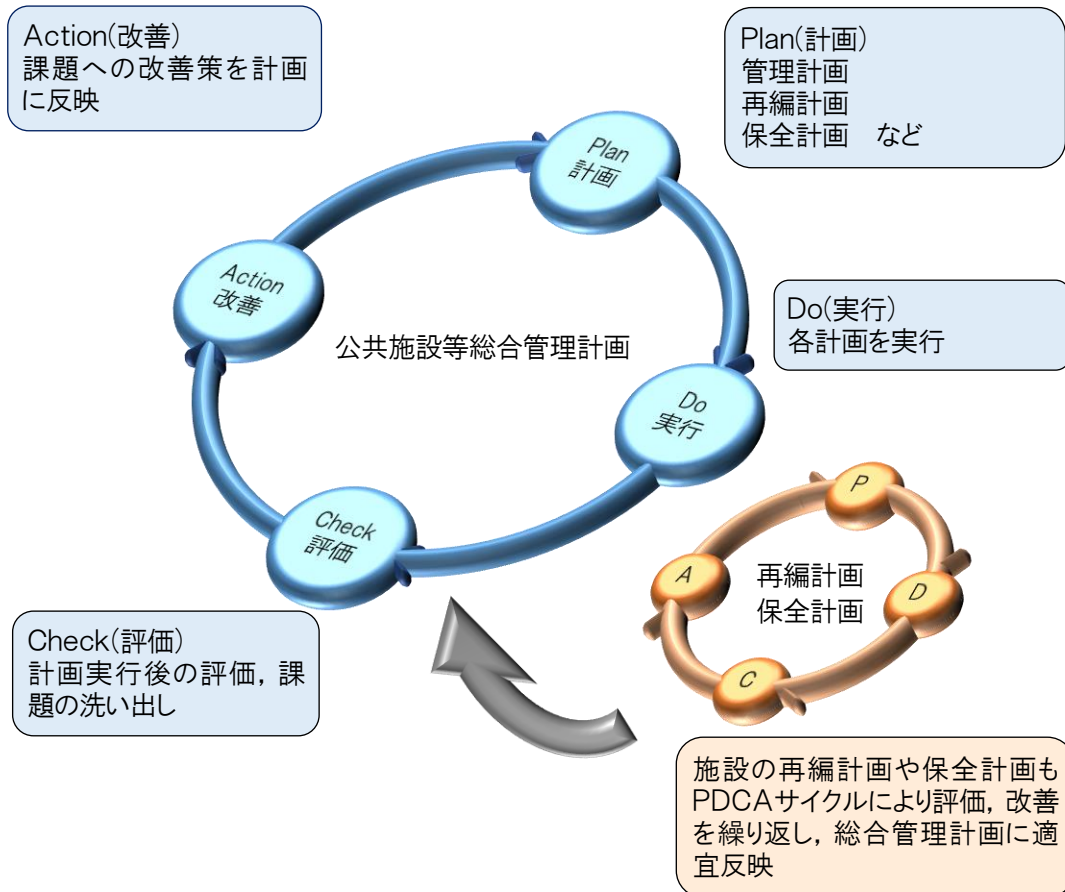 Action(改善)
課題への改善策を計画
に反映
Plan(計画)
管理計画
再編計画
保全計画　など
Plan
計画
Action
改善
公共施設等総合管理計画
Do(実行)
各計画を実行
Do
実行
Check
評価
P
A
再編計画
保全計画
D
C
Check(評価)
計画実行後の評価，課
題の洗い出し
施設の再編計画や保全計画も
PDCAサイクルにより評価，改善
を繰り返し，総合管理計画に適
宜反映